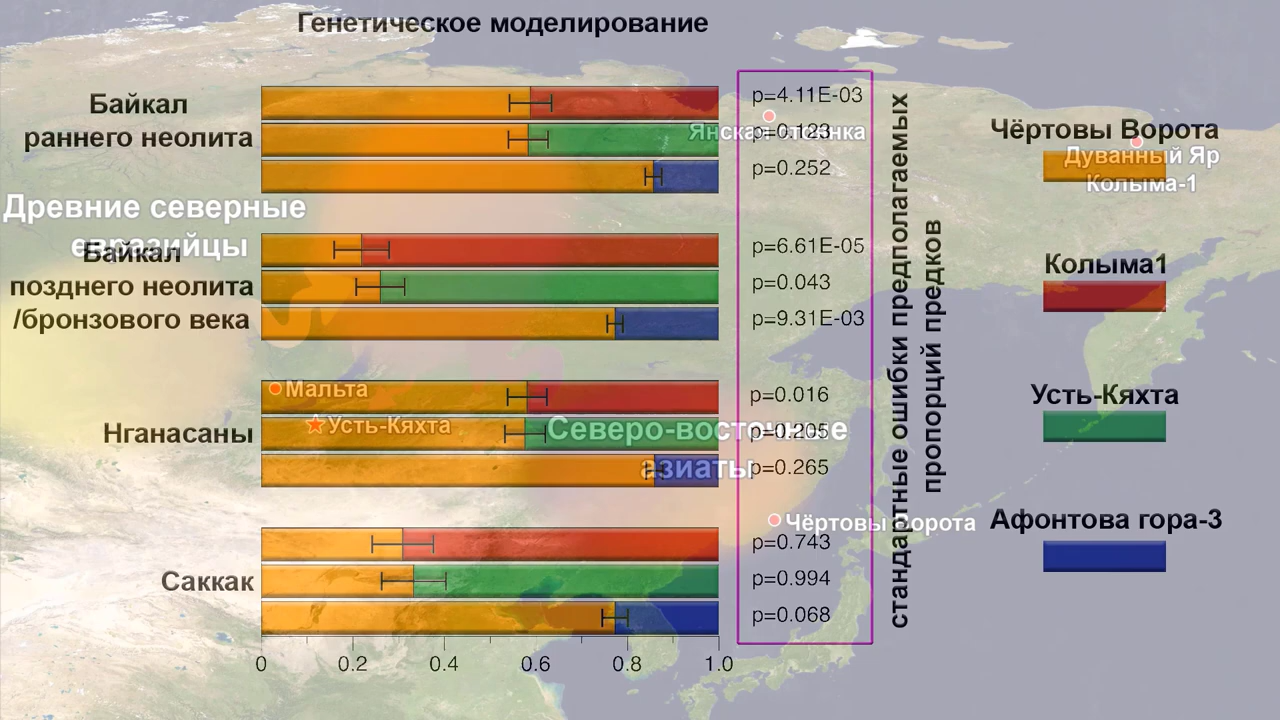 Генетическое моделирование
Байкал
раннего неолита
p=4.11E-03
p=0.123
p=0.252
Янская стоянка
Древние северные
евразийцы
Байкал
позднего неолита
/бронзового века
p=6.61E-05
p=0.043
p=9.31E-03
Мальта
Усть-Кяхта
Нганасаны
p=0.016
p=0.205
p=0.265
Северо-восточные
азиаты
Чёртовы Ворота
Саккак
p=0.743
p=0.994
p=0.068
0 0.2 0.4 0.6 0.8 1.0
стандартные ошибки предполагаемых
пропорций предков
Чёртовы Ворота
Дуванный Яр
Колыма-1
Колыма1
Усть-Кяхта
Афонтова гора-3